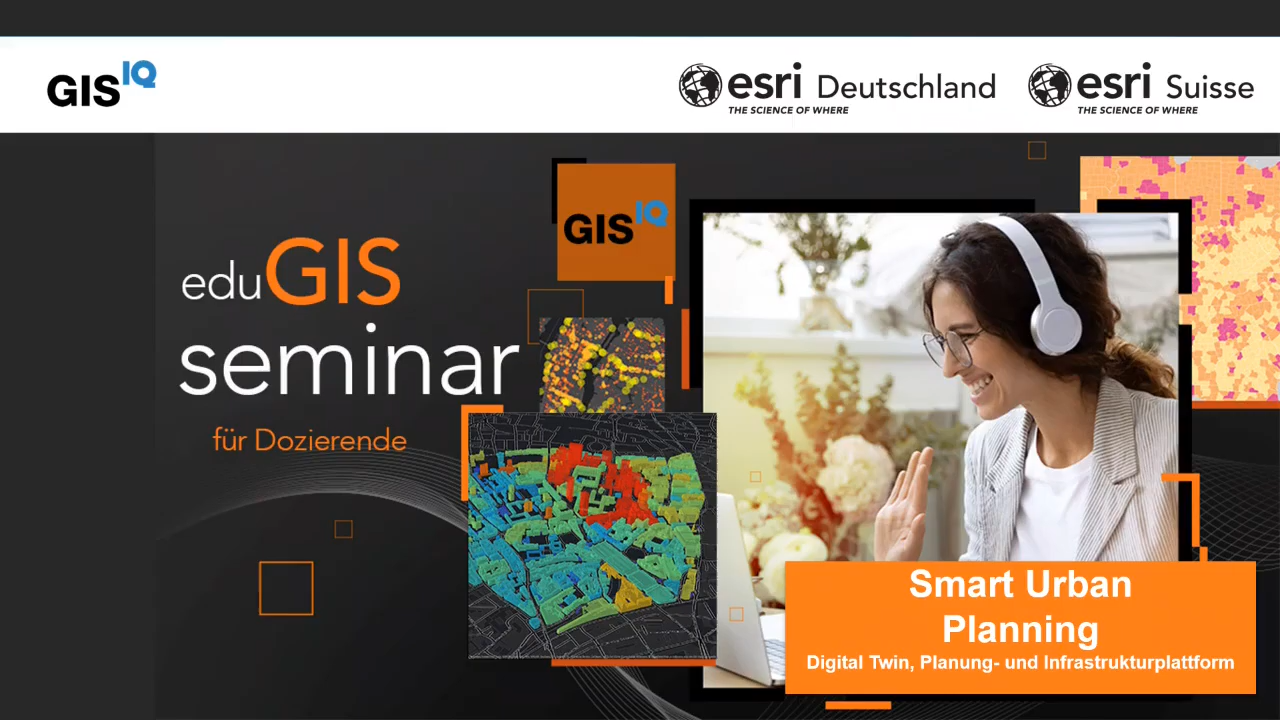 GIS IQ
esri Deutschland
THE SCIENCE OF WHERE
esri Suisse
THE SCIENCE OF WHERE
GIS IQ
eduGIS
seminar
für Dozierende
Smart Urban
Planning
Digital Twin, Planung- und Infrastrukturplattform